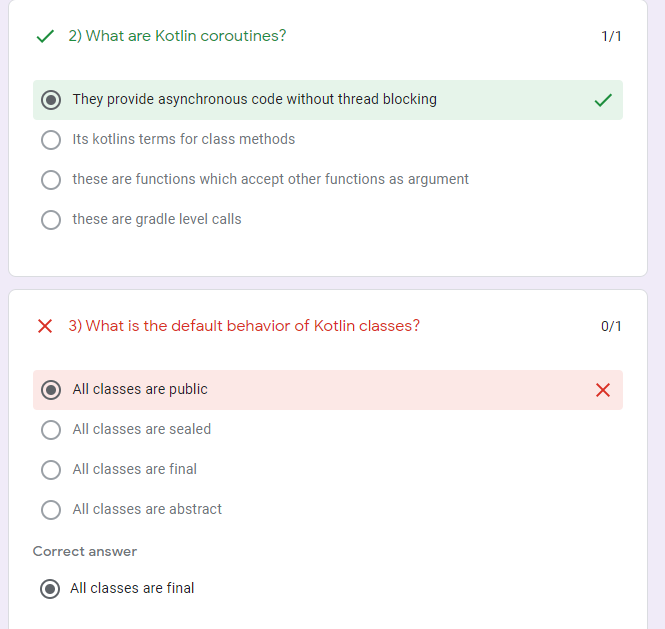 2) What are Kotlin coroutines?
1/1
They provide asynchronous code without thread blocking
Its kotlins terms for class methods
these are functions which accept other functions as argument
these are gradle level calls
3) What is the default behavior of Kotlin classes?
0/1
All classes are public
All classes are sealed
All classes are final
All classes are abstract
Correct answer
All classes are final